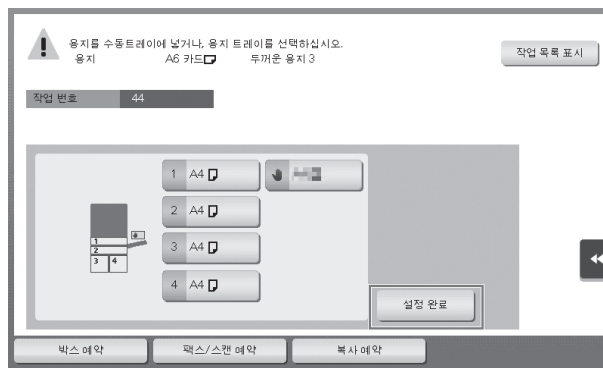 용지를 수동트레이에 넣거나, 용지 트레이를 선택하십시오.
용지 A6 카드 두꺼운 용지 3
작업 목록 표시
작업 번호 44
1 A4
2 A4
3 A4
4 A4
1
2
3 4
설정 완료
박스 예약 팩스/스캔 예약 복사 예약